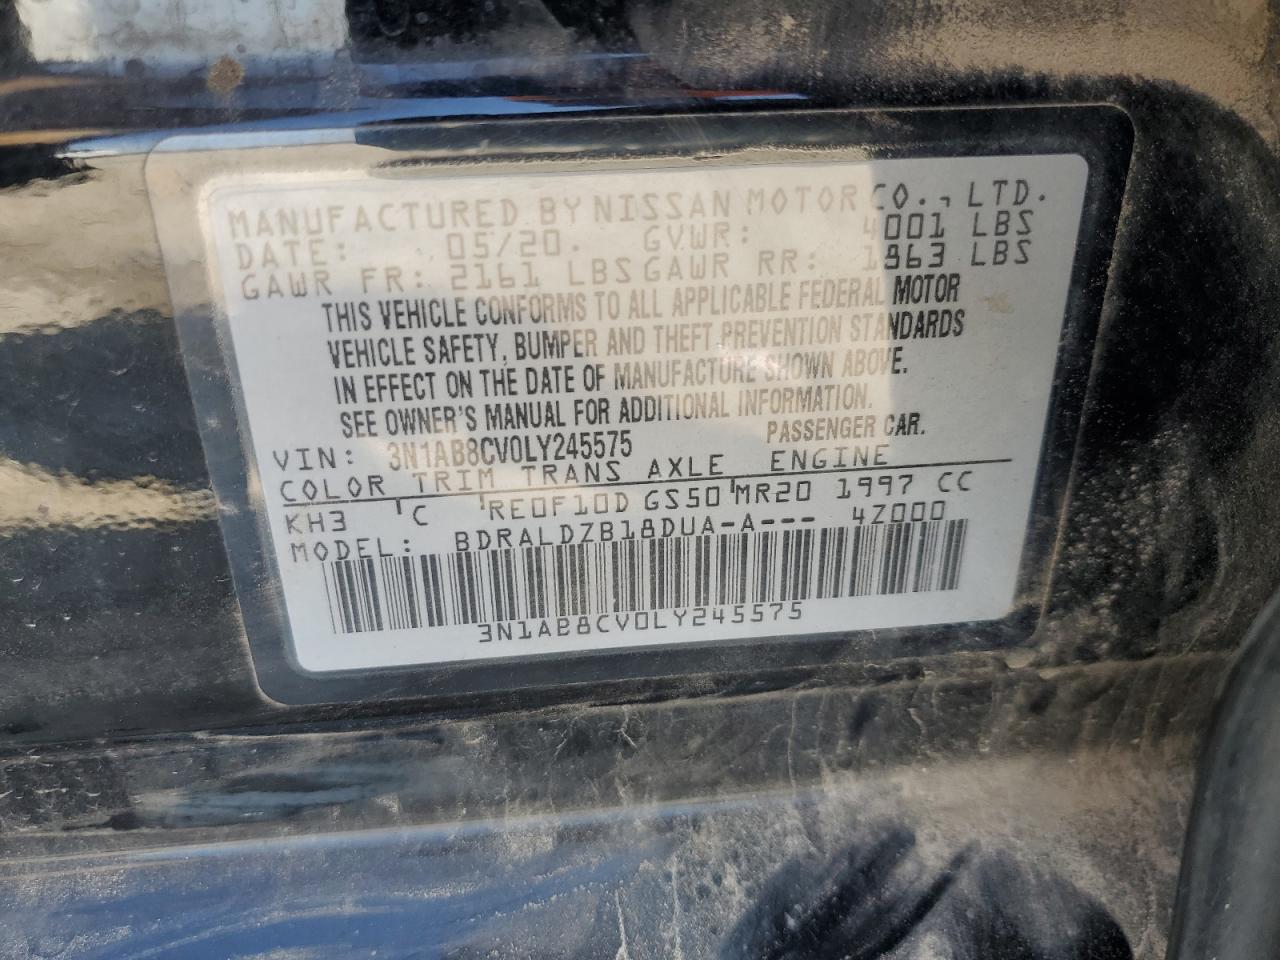 MANUFACTURED BY NISSAN MOTOR CO., LTD.
DATE: 05/20. GVWR: 4001 LBS
GAWR FR: 2161 LBS GAWR RR: 1963 LBS
THIS VEHICLE CONFORMS TO ALL APPLICABLE FEDERAL MOTOR
VEHICLE SAFETY, BUMPER AND THEFT PREVENTION STANDARDS
IN EFFECT ON THE DATE OF MANUFACTURE SHOWN ABOVE.
SEE OWNER'S MANUAL FOR ADDITIONAL INFORMATION.
VIN: 3N1AB8CV0LY245575 PASSENGER CAR.
COLOR TRIM TRANS AXLE ENGINE
KH3 C RE0F10D GS50 MR20 1997 CC
MODEL: BDRALDZB18DUA-A--- 4Z000
3N1AB8CV0LY245575